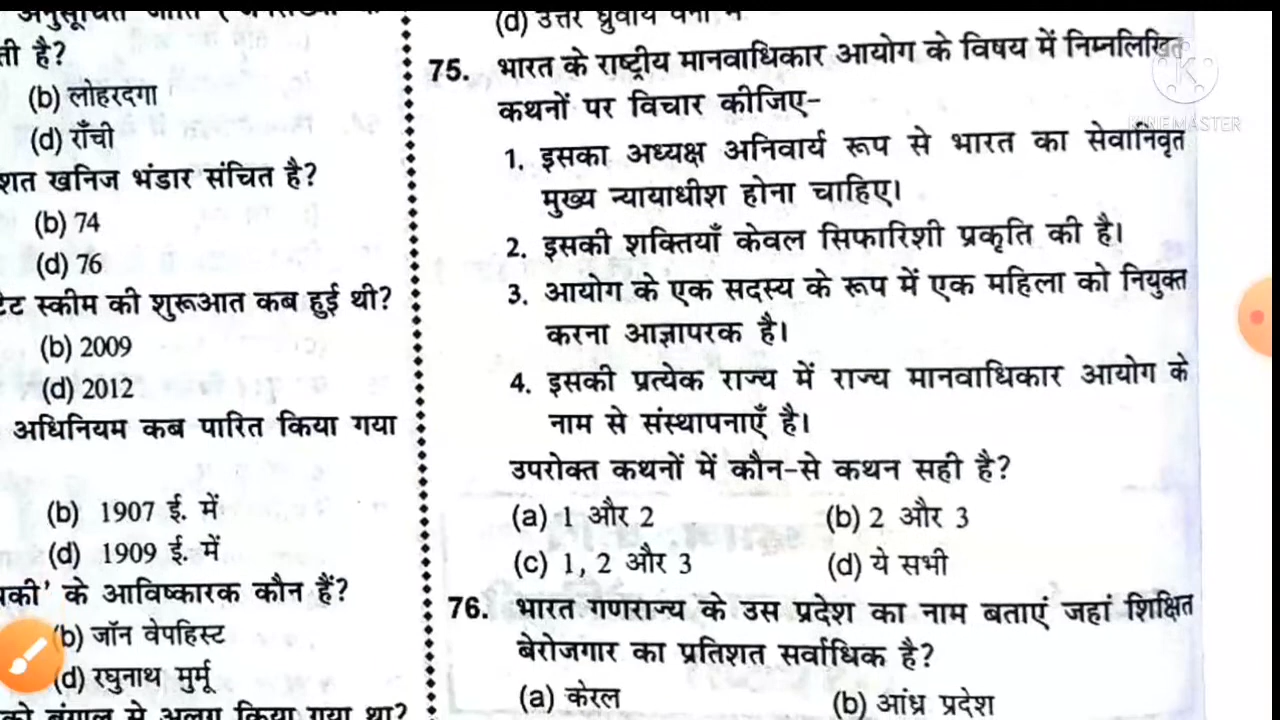 ती है?
(b) लोहरदगा
(d) राँची
शत खनिज भंडार संचित है?
(b) 74
(d) 76
टेट स्कीम की शुरूआत कब हुई थी?
(b) 2009
(d) 2012
अधिनियम कब पारित किया गया
(b) 1907 ई. में
(d) 1909 ई. में
की' के आविष्कारक कौन हैं?
(b) जॉन वेपहिस्ट
(d) रघुनाथ मुर्मू
को बंगाल से अलग किया गया था?
(d) उत्तर ध्रुवीय वनों में
75. भारत के राष्ट्रीय मानवाधिकार आयोग के विषय में निम्नलिखित
कथनों पर विचार कीजिए-
1. इसका अध्यक्ष अनिवार्य रूप से भारत का सेवानिवृत
मुख्य न्यायाधीश होना चाहिए।
2. इसकी शक्तियाँ केवल सिफारिशी प्रकृति की है।
3. आयोग के एक सदस्य के रूप में एक महिला को नियुक्त
करना आज्ञापरक है।
4. इसकी प्रत्येक राज्य में राज्य मानवाधिकार आयोग के
नाम से संस्थापनाएँ है।
उपरोक्त कथनों में कौन-से कथन सही है?
(a) 1 और 2 (b) 2 और 3
(c) 1, 2 और 3 (d) ये सभी
76. भारत गणराज्य के उस प्रदेश का नाम बताएं जहां शिक्षित
बेरोजगार का प्रतिशत सर्वाधिक है?
(a) केरल (b) आंध्र प्रदेश
K
KINEMASTER